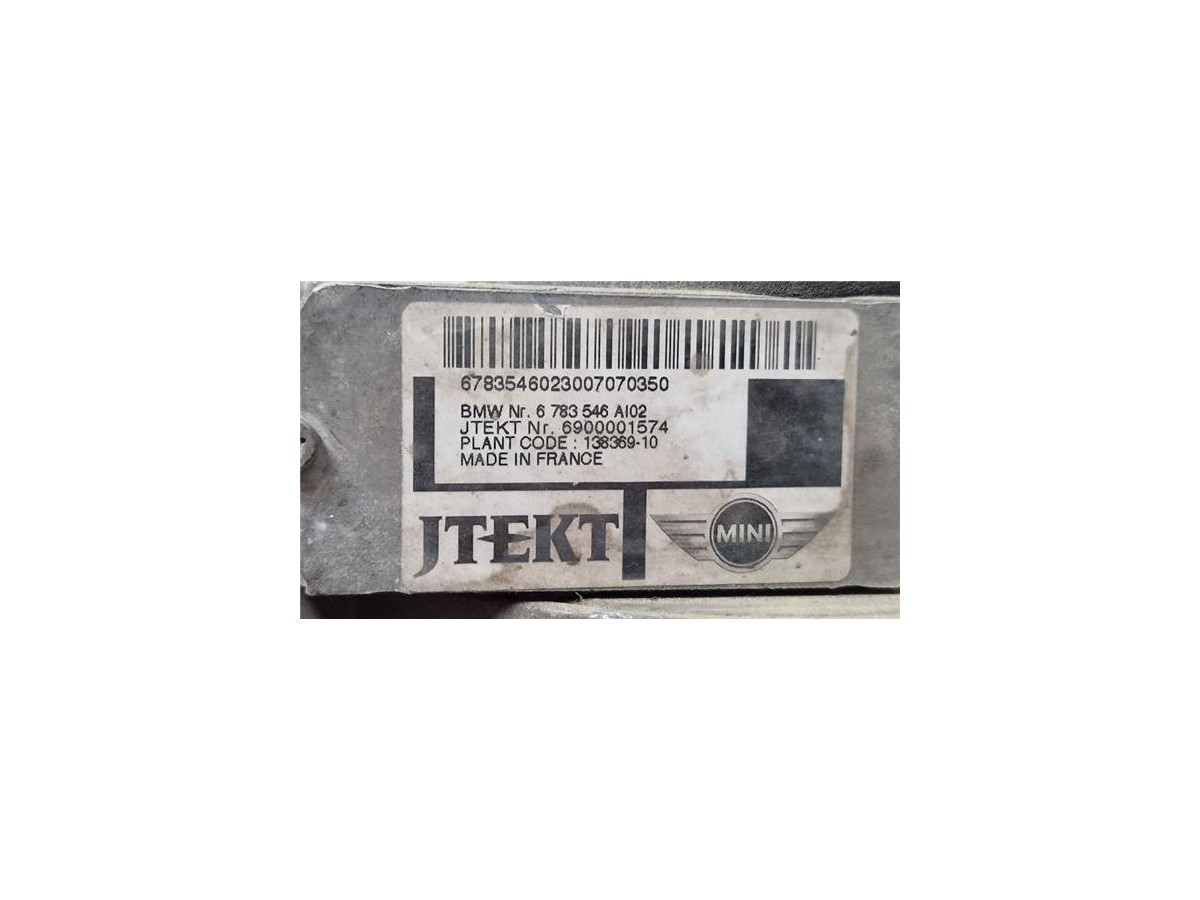 6783546023007070350
BMW Nr. 6 783 546 AI02
JTEKT Nr. 6900001574
PLANT CODE : 138369-10
MADE IN FRANCE
JTEKT
MINI